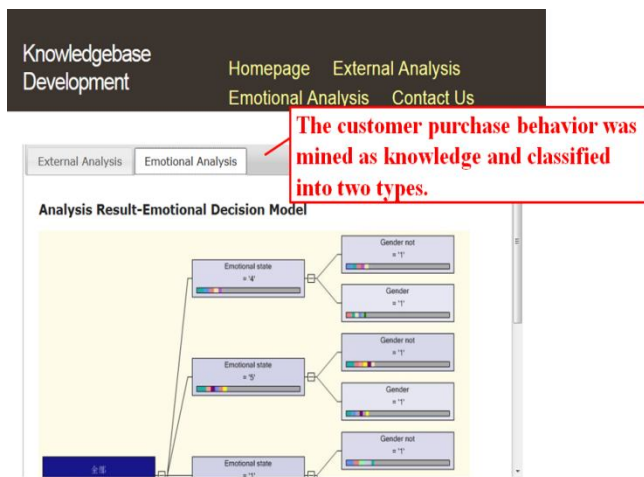 Knowledgebase
Development
Homepage External Analysis
Emotional Analysis Contact Us
The customer purchase behavior was
mined as knowledge and classified
into two types.
External Analysis Emotional Analysis
Analysis Result-Emotional Decision Model
Gender not
= '1'
Emotional state
= '4'
Gender
= '1'
Gender not
= '1'
Emotional state
= '5'
Gender
= '1'
Gender not
= '1'
全部
Emotional state
= '1'